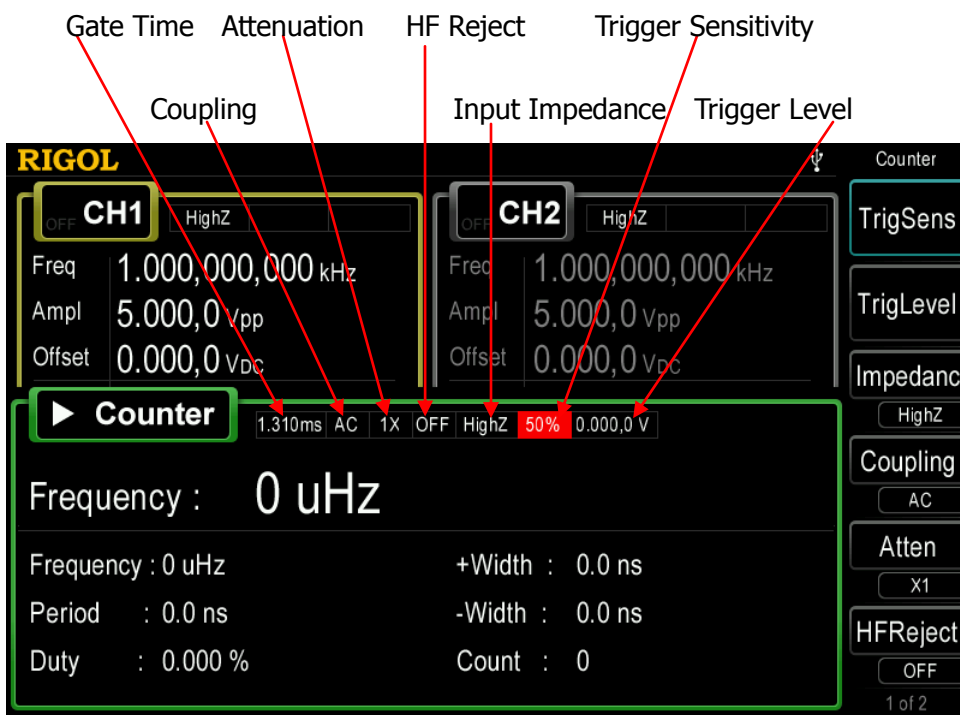 Gate Time Attenuation HF Reject Trigger Sensitivity
Coupling Input Impedance Trigger Level
RIGOL
OFF CH1 HighZ
Freq 1.000,000,000 kHz
Ampl 5.000,0 Vpp
Offset 0.000,0 VDC
OFF CH2 HighZ
Freq 1.000,000,000 kHz
Ampl 5.000,0 Vpp
Offset 0.000,0 VDC
Counter 1.310ms AC 1X OFF HighZ 50% 0.000,0 V
Frequency : 0 uHz
Frequency : 0 uHz
Period : 0.0 ns
Duty : 0.000 %
+Width : 0.0 ns
-Width : 0.0 ns
Count : 0
Counter
TrigSens
TrigLevel
Impedanc
HighZ
Coupling
AC
Atten
X1
HFReject
OFF
1 of 2